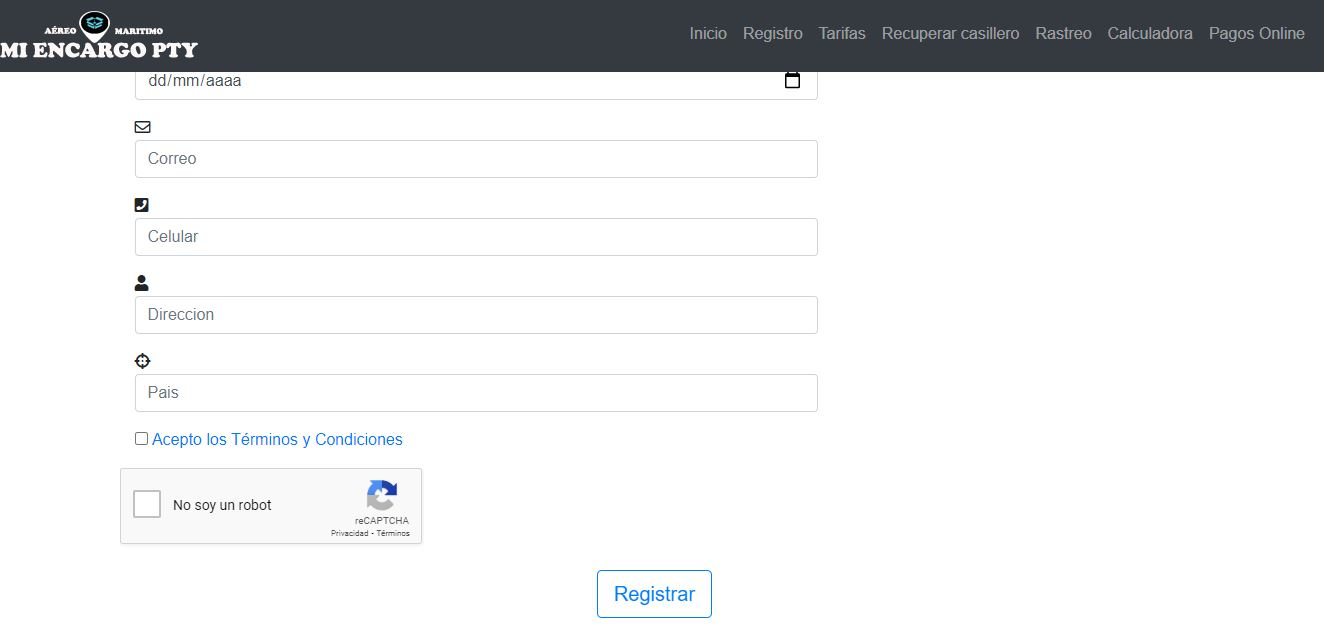 AÉREO MARITIMO
MI ENCARGO PTY
Inicio Registro Tarifas Recuperar casillero Rastreo Calculadora Pagos Online
dd/mm/aaaa
Correo
Celular
Direccion
Pais
Acepto los Términos y Condiciones
No soy un robot
reCAPTCHA
Privacidad - Términos
Registrar